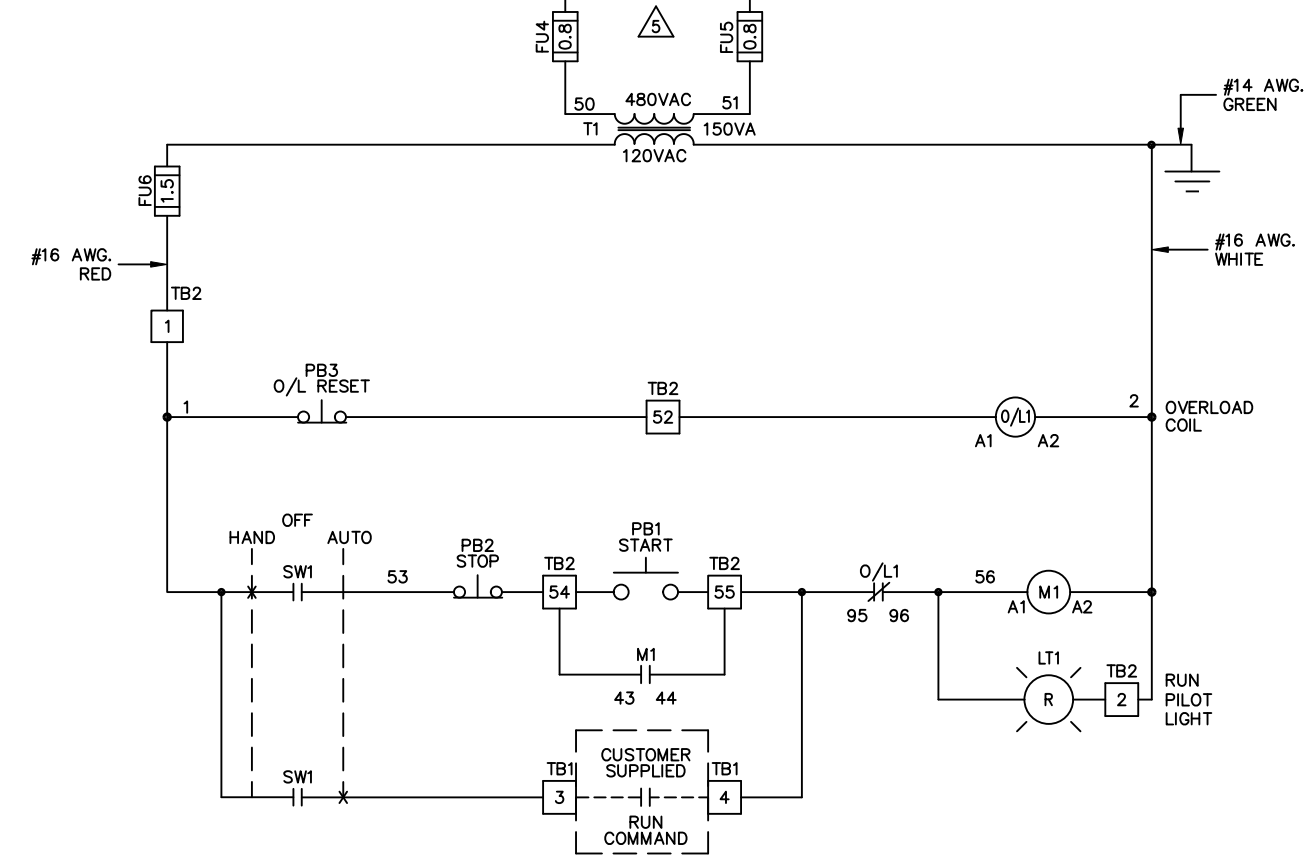 FU4
0.8
5
FU5
0.8
50
480VAC
51
T1
150VA
120VAC
#14 AWG.
GREEN
FU6
1.5
#16 AWG.
RED
#16 AWG.
WHITE
TB2
1
PB3
O/L RESET
1
TB2
52
O/L1
A1
A2
2
OVERLOAD
COIL
OFF
HAND
AUTO
SW1
53
PB2
STOP
TB2
54
PB1
START
TB2
55
O/L1
95 96
56
M1
A1
A2
M1
43 44
LT1
R
TB2
2
RUN
PILOT
LIGHT
SW1
TB1
3
CUSTOMER
SUPPLIED
TB1
4
RUN
COMMAND